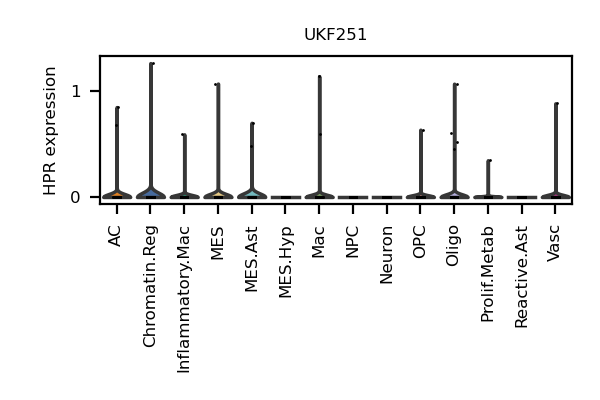 UKF251
HPR expression
1
0
AC
Chromatin.Reg
Inflammatory.Mac
MES
MES.Ast
MES.Hyp
Mac
NPC
Neuron
OPC
Oligo
Prolif.Metab
Reactive.Ast
Vasc